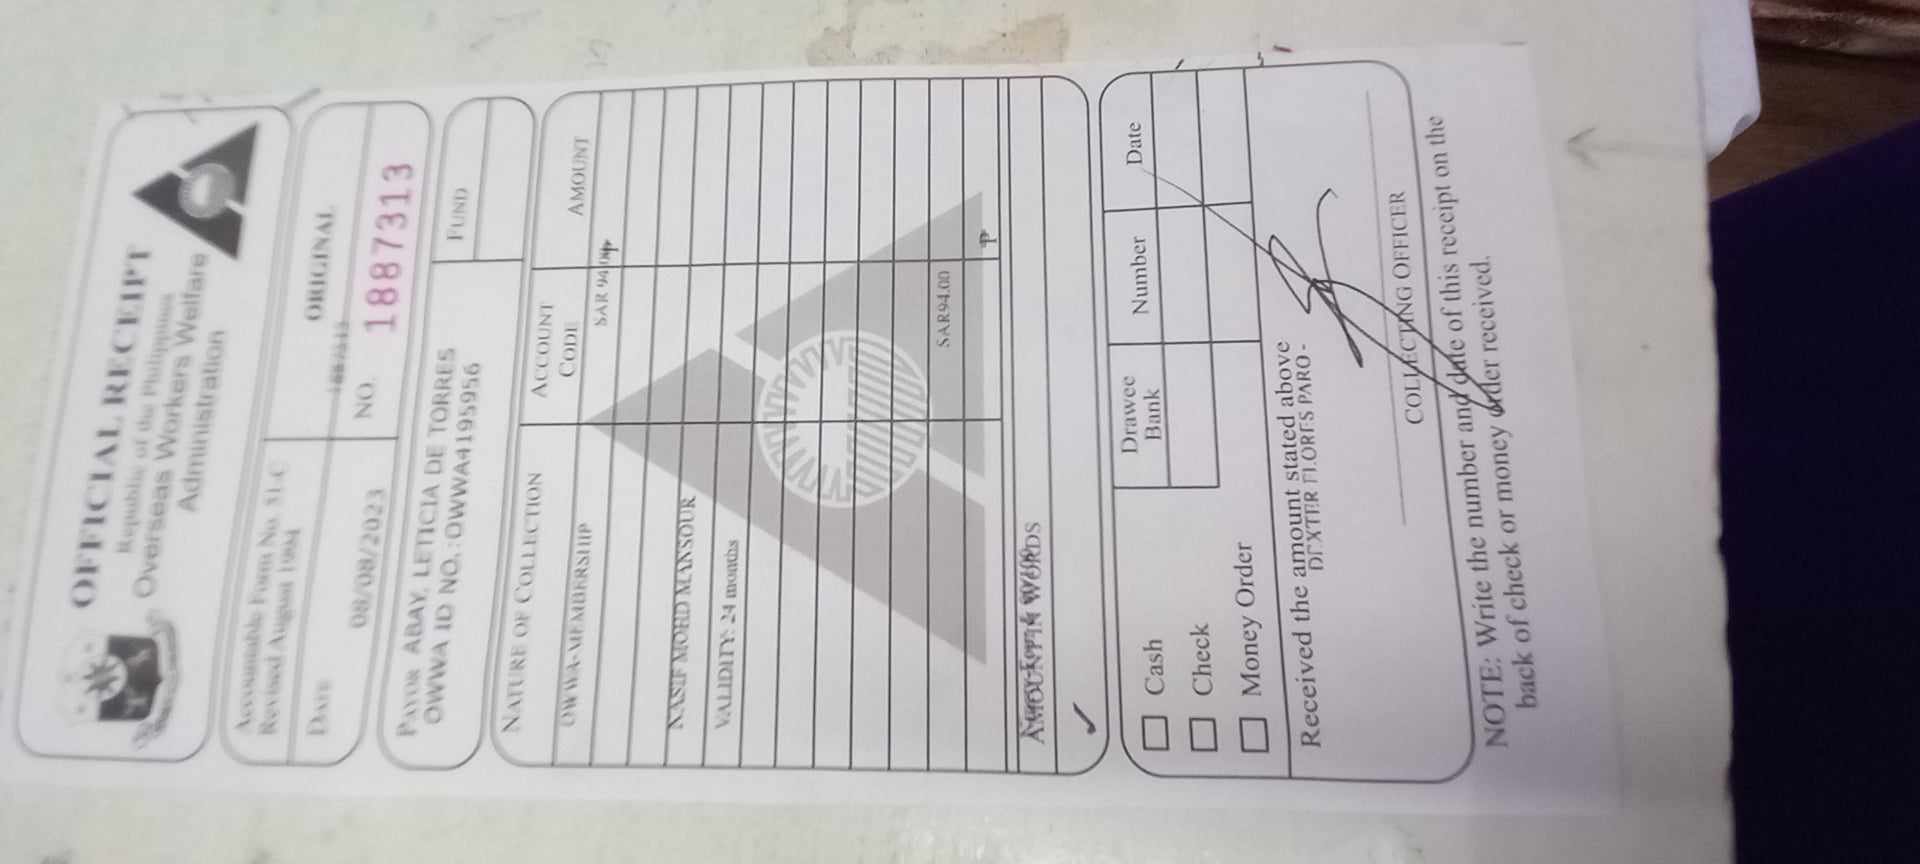 OFFICIAL RECEIPT
Republic of the Philippines
Overseas Workers Welfare
Administration
Accountable Form No. 51-C
Revised August 1994
ORIGINAL
DATE
08/08/2023
1887313
NO. 1887313
PAYOR ABAY, LETICIA DE TORRES
OWWA ID NO.:OWWA4195956
FUND
NATURE OF COLLECTION
ACCOUNT CODE
AMOUNT
OWWA-MEMBERSHIP
SAR 94.00
P
NASIF MOHD MANSOUR
VALIDITY: 24 months
SAR94.00
P
AMOUNT IN WORDS
Cash
Check
Money Order
Drawee Bank
Number
Date
Received the amount stated above
DEXTER FLORES PARO -
COLLECTING OFFICER
NOTE: Write the number and date of this receipt on the
back of check or money order received.